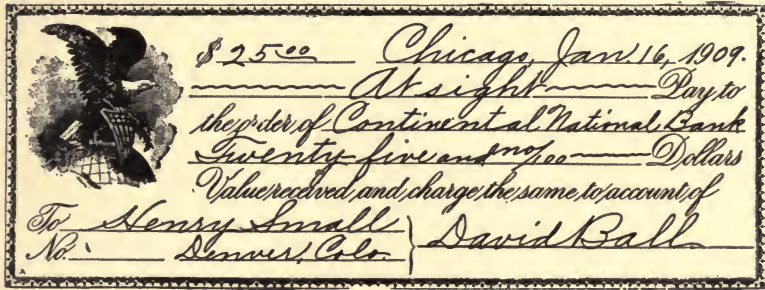 $25.00 Chicago, Jan. 16, 1909.
At sight Pay to
the order of Continental National Bank
Twenty-five and no/100 Dollars
Value received and charge the same to account of
To Henry Small David Ball
No. Denver, Colo.